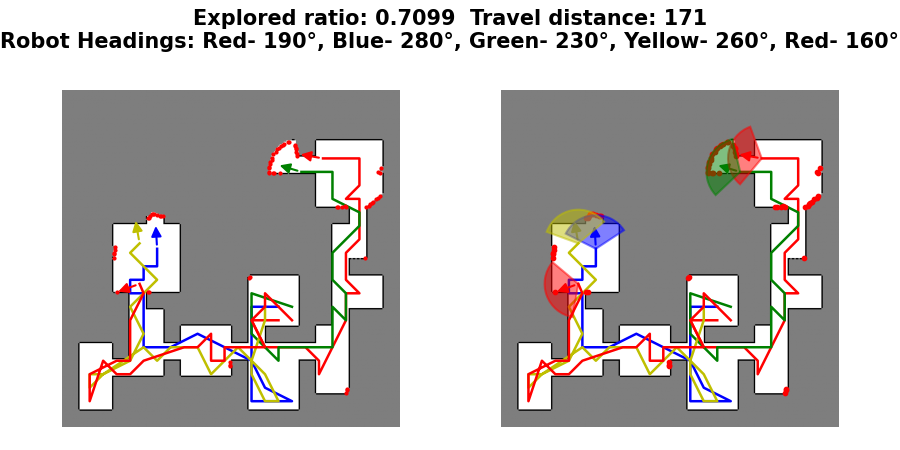 Explored ratio: 0.7099  Travel distance: 171
Robot Headings: Red- 190°, Blue- 280°, Green- 230°, Yellow- 260°, Red- 160°